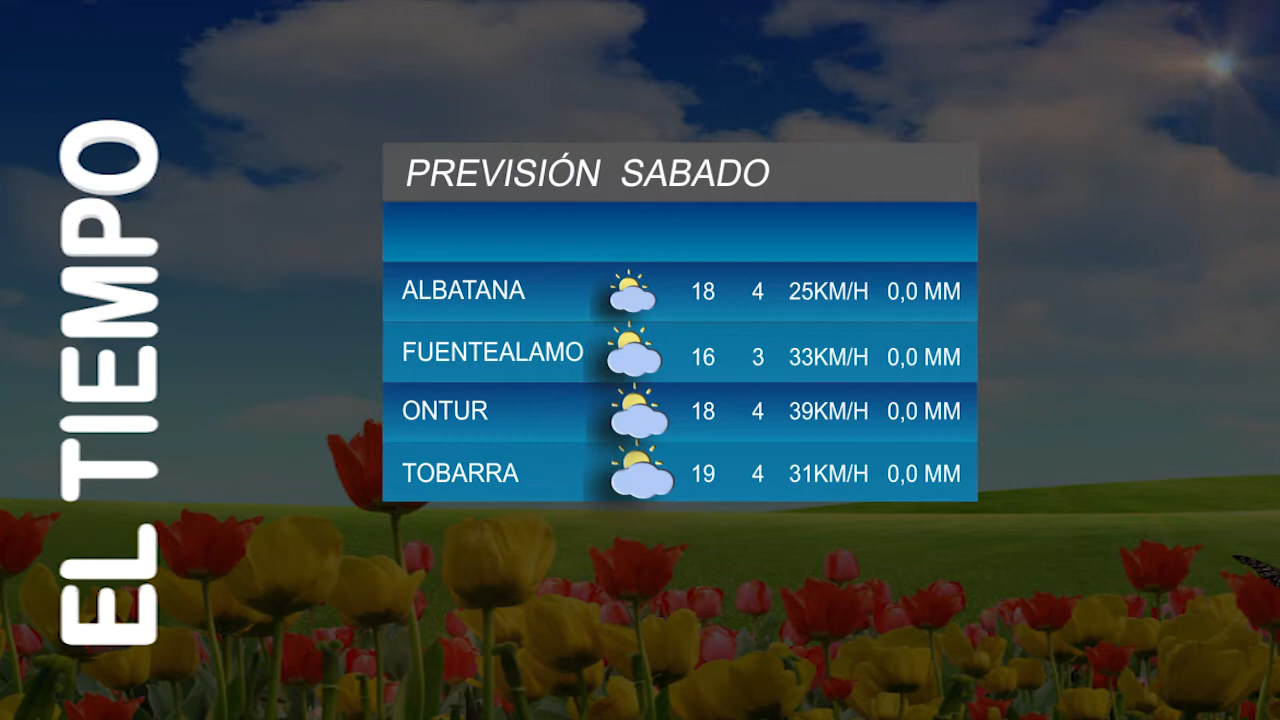 EL TIEMPO
PREVISIÓN SABADO
ALBATANA 18 4 25KM/H 0,0 MM
FUENTEALAMO 16 3 33KM/H 0,0 MM
ONTUR 18 4 39KM/H 0,0 MM
TOBARRA 19 4 31KM/H 0,0 MM